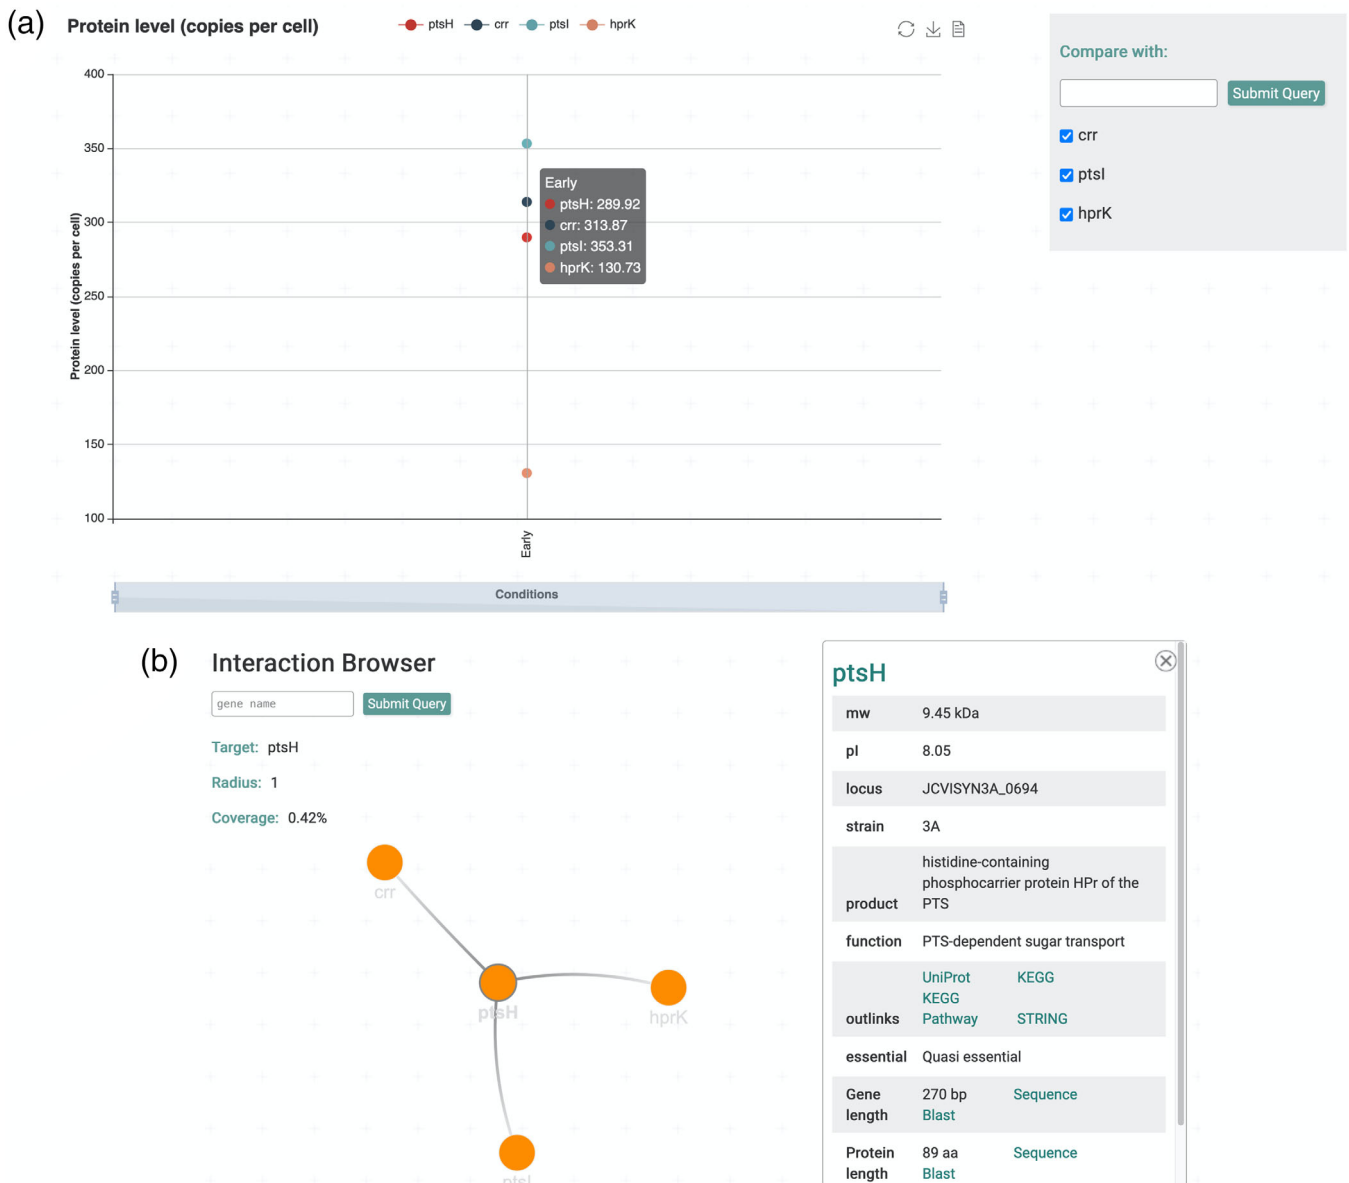 (a)
Protein level (copies per cell)
ptsH
crr
ptsI
hprK
Protein level (copies per cell)
400
350
300
250
200
150
100
Early
ptsH: 289.92
crr: 313.87
ptsI: 353.31
hprK: 130.73
Early
Conditions
Compare with:
Submit Query
crr
ptsI
hprK
(b)
Interaction Browser
gene name
Submit Query
Target: ptsH
Radius: 1
Coverage: 0.42%
crr
ptsH
hprK
ptsI
ptsH
mw 9.45 kDa
pI 8.05
locus JCVISYN3A_0694
strain 3A
histidine-containing
phosphocarrier protein HPr of the
product PTS
function PTS-dependent sugar transport
UniProt KEGG
KEGG
outlinks Pathway STRING
essential Quasi essential
Gene 270 bp Sequence
length Blast
Protein 89 aa Sequence
length Blast